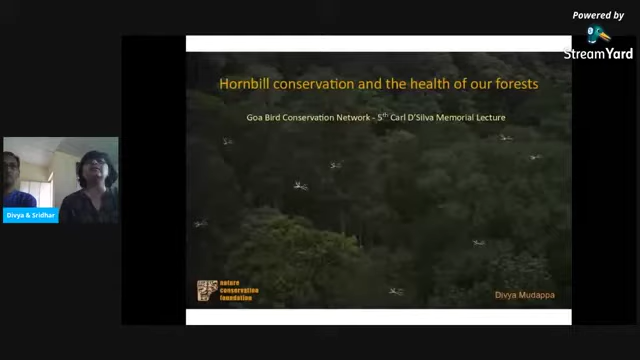 Powered by
StreamYard
Hornbill conservation and the health of our forests
Goa Bird Conservation Network - 5th Carl D'Silva Memorial Lecture
Divya & Sridhar
nature
conservation
foundation
Divya Mudappa